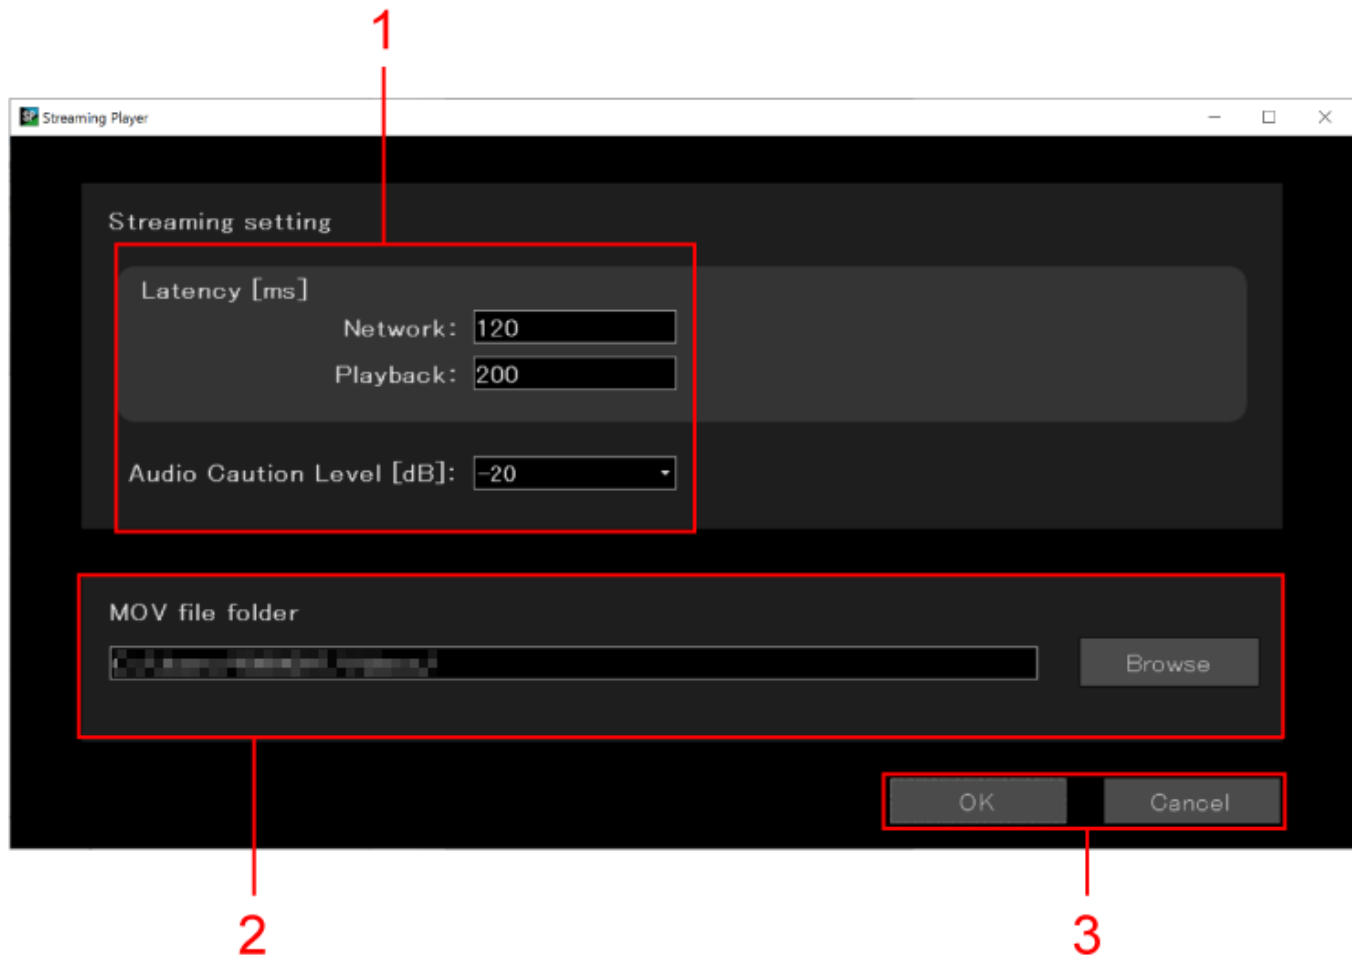 1
SP Streaming Player
Streaming setting
Latency [ms]
Network: 120
Playback: 200
Audio Caution Level [dB]: -20
MOV file folder
Browse
OK Cancel
2 3